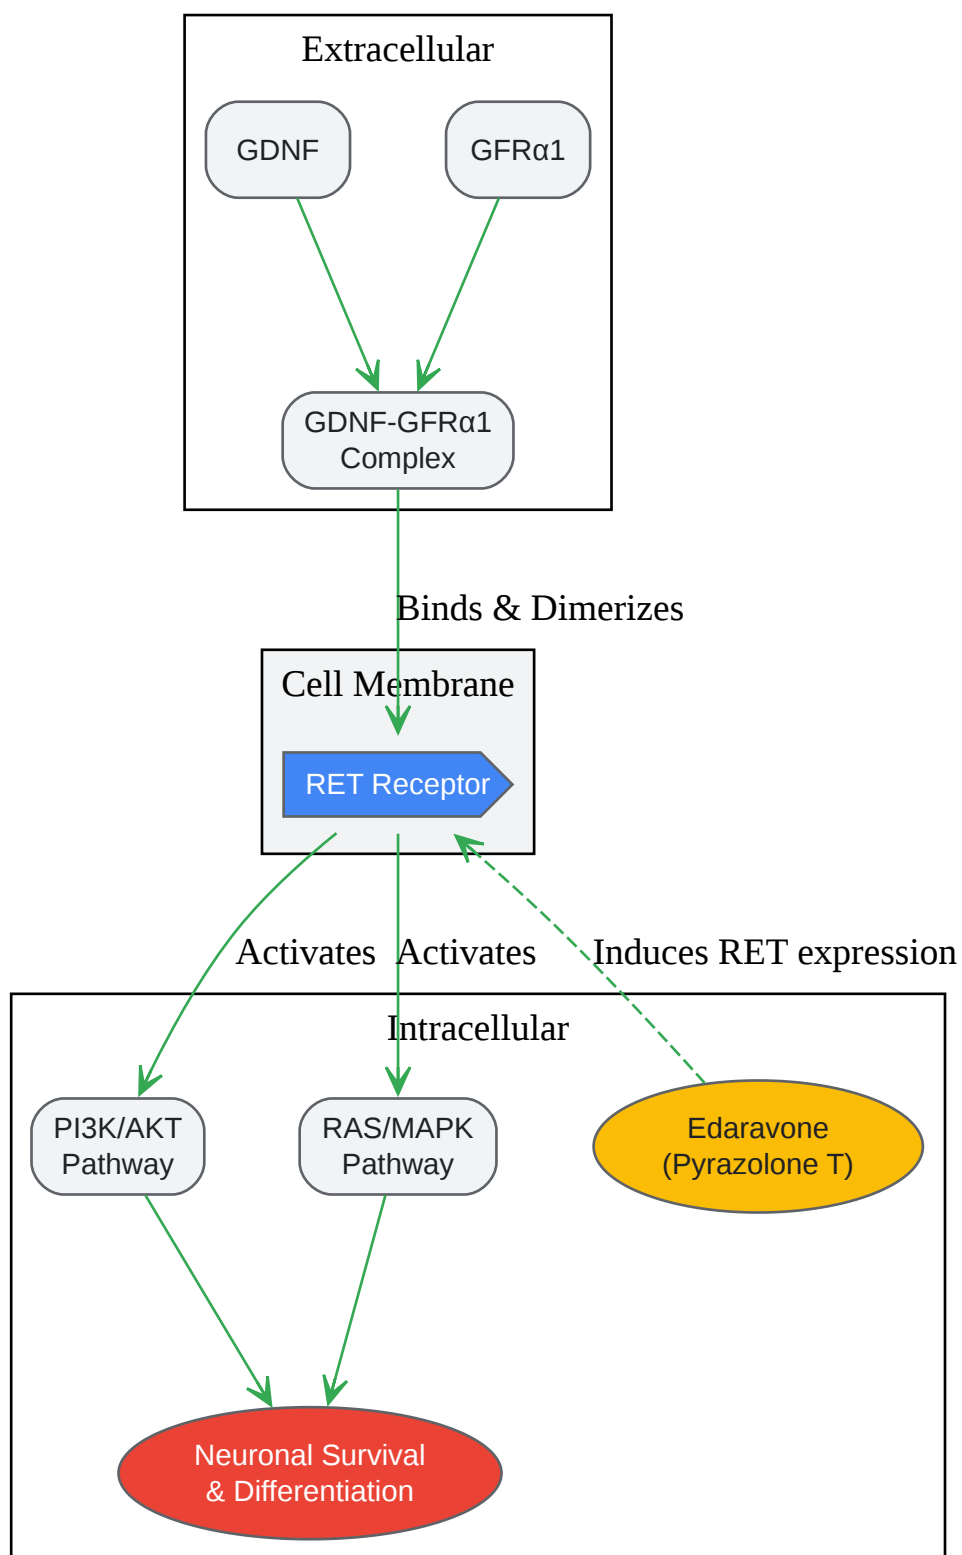 Extracellular
GDNF
GFRα1
GDNF-GFRα1
Complex
Binds & Dimerizes
Cell Membrane
RET Receptor
Activates
Activates
Induces RET expression
Intracellular
PI3K/AKT
Pathway
RAS/MAPK
Pathway
Edaravone
(Pyrazolone T)
Neuronal Survival
& Differentiation